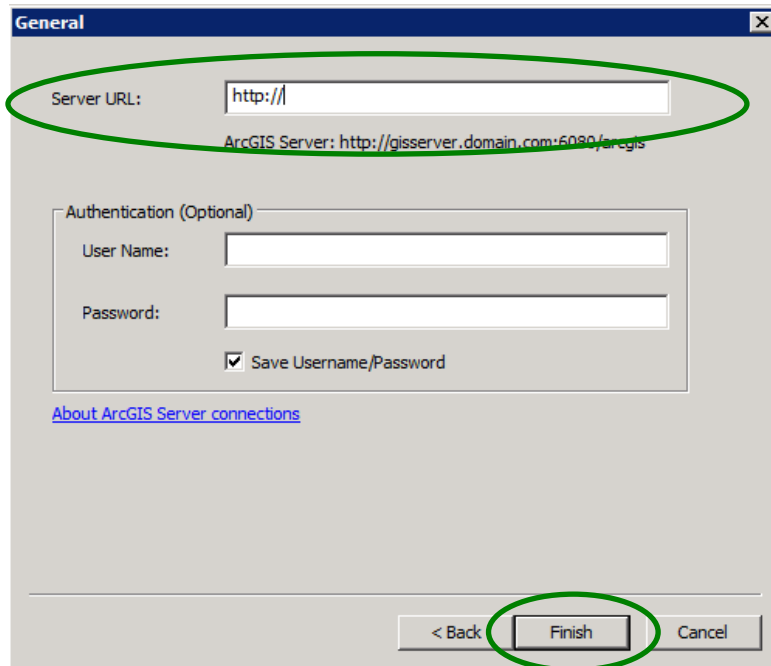 General
Server URL:
http://
ArcGIS Server: http://gisserver.domain.com:6080/arcgis
Authentication (Optional)
User Name:
Password:
Save Username/Password
About ArcGIS Server connections
< Back
Finish
Cancel